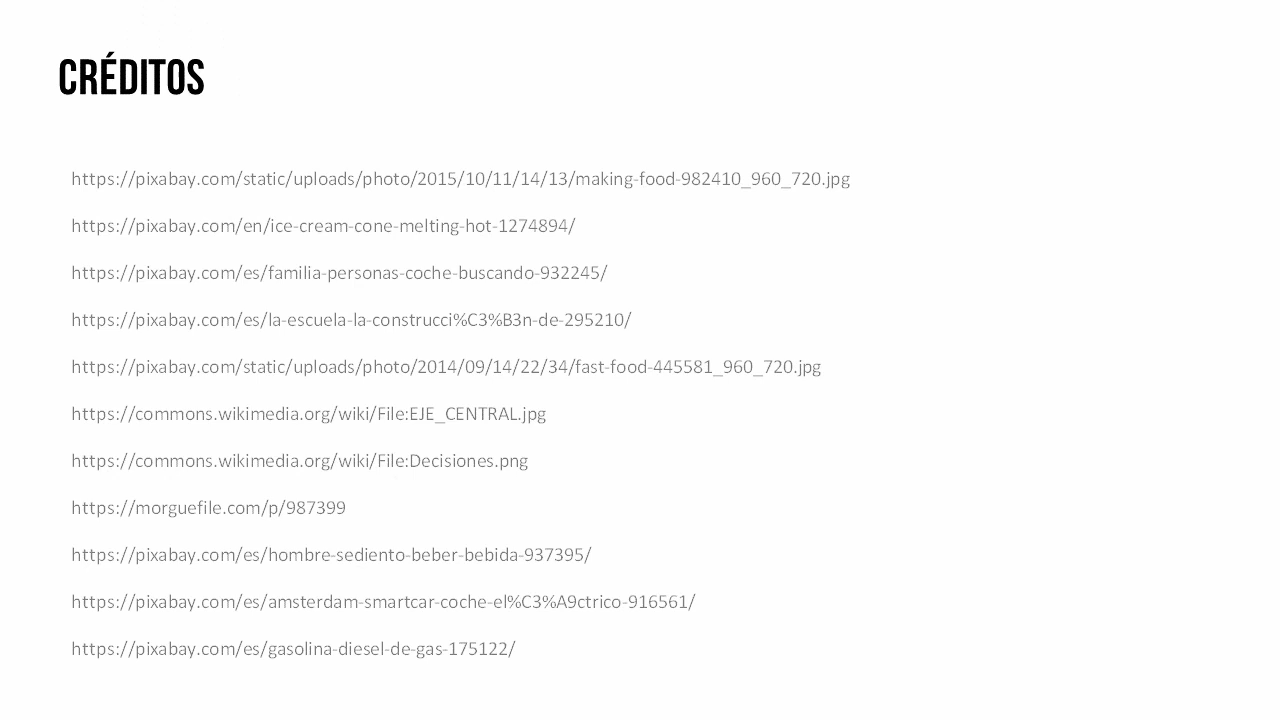 CRÉDITOS
https://pixabay.com/static/uploads/photo/2015/10/11/14/13/making-food-982410_960_720.jpg
https://pixabay.com/en/ice-cream-cone-melting-hot-1274894/
https://pixabay.com/es/familia-personas-coche-buscando-932245/
https://pixabay.com/es/la-escuela-la-construcci%C3%B3n-de-295210/
https://pixabay.com/static/uploads/photo/2014/09/14/22/34/fast-food-445581_960_720.jpg
https://commons.wikimedia.org/wiki/File:EJE_CENTRAL.jpg
https://commons.wikimedia.org/wiki/File:Decisiones.png
https://morguefile.com/p/987399
https://pixabay.com/es/hombre-sediento-beber-bebida-937395/
https://pixabay.com/es/amsterdam-smartcar-coche-el%C3%A9ctrico-916561/
https://pixabay.com/es/gasolina-diesel-de-gas-175122/